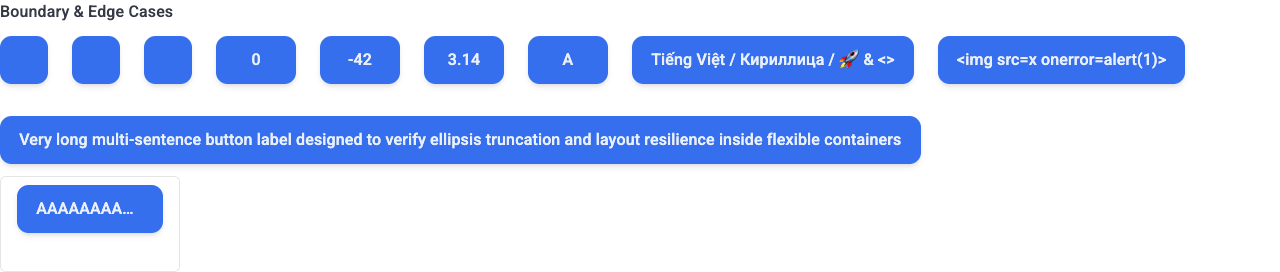 Boundary & Edge Cases
0 -42 3.14 A Tiếng Việt / Кириллица / 🚀 & <> <img src=x onerror=alert(1)>
Very long multi-sentence button label designed to verify ellipsis truncation and layout resilience inside flexible containers
AAAAAAAA…